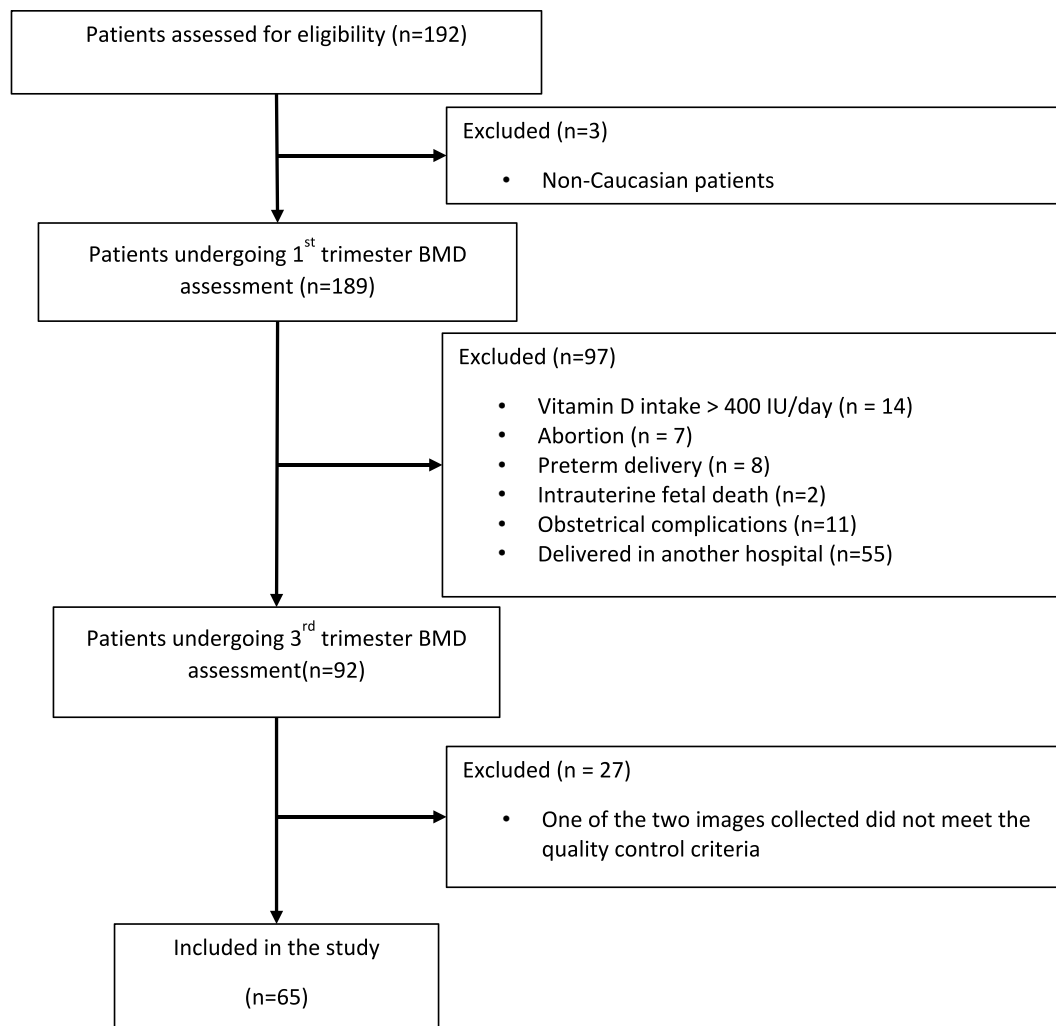 Patients assessed for eligibility (n=192)
Excluded (n=3)
• Non-Caucasian patients
Patients undergoing 1st trimester BMD
assessment (n=189)
Excluded (n=97)
• Vitamin D intake > 400 IU/day (n = 14)
• Abortion (n = 7)
• Preterm delivery (n = 8)
• Intrauterine fetal death (n=2)
• Obstetrical complications (n=11)
• Delivered in another hospital (n=55)
Patients undergoing 3rd trimester BMD
assessment(n=92)
Excluded (n = 27)
• One of the two images collected did not meet the
quality control criteria
Included in the study
(n=65)